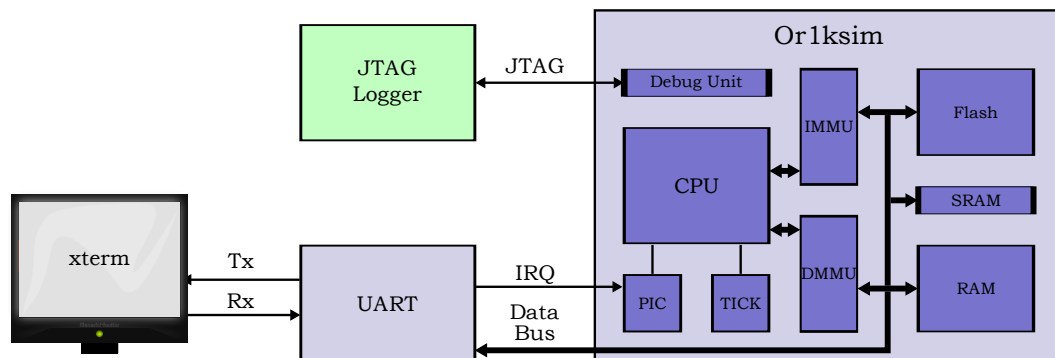 Or1ksim
JTAG
Logger
JTAG
Debug Unit
IMMU
Flash
CPU
SRAM
xterm
Tx
Rx
UART
IRQ
Data
Bus
PIC
TICK
DMMU
RAM